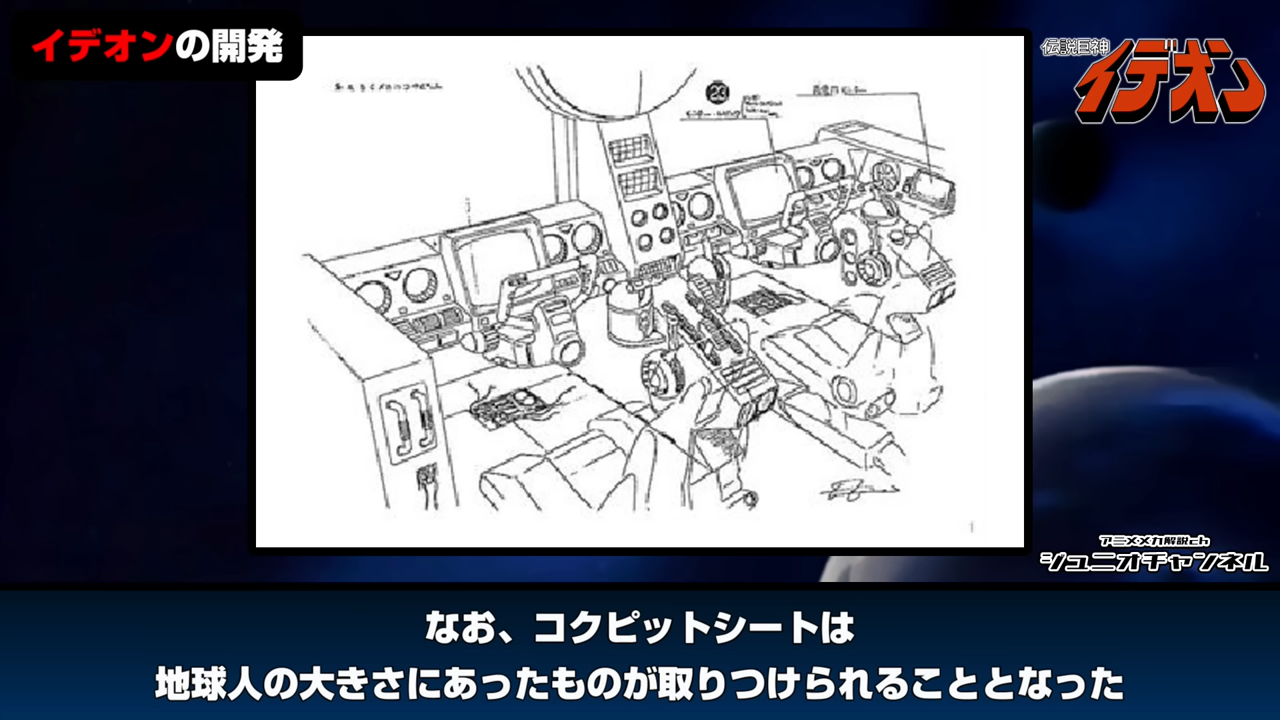 イデオンの開発
伝説巨神
イデオン
23
アニメメカ解説ch
ジュニオチャンネル
なお、コクピットシートは
地球人の大きさにあったものが取りつけられることとなった